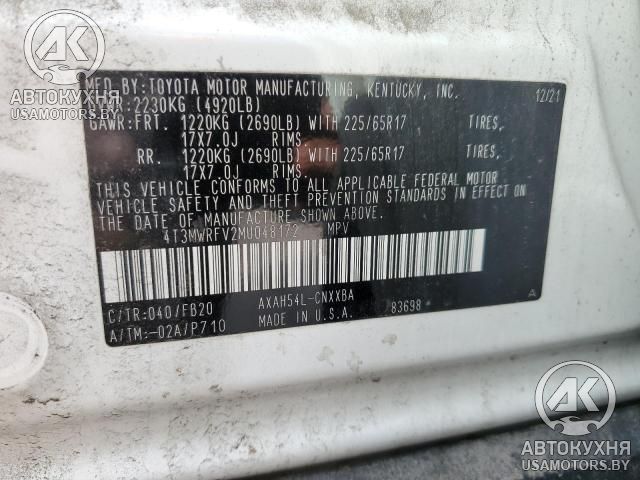 АК
АВТОКУХНЯ
USAMOTORS.BY
MFD BY:TOYOTA MOTOR MANUFACTURING, KENTUCKY, INC.
12/21
2230KG (4920LB)
GAWR:FRT. 1220KG (2690LB) WITH 225/65R17 TIRES,
17X7.0J RIMS.
RR. 1220KG (2690LB) WITH 225/65R17 TIRES,
17X7.0J RIMS.
THIS VEHICLE CONFORMS TO ALL APPLICABLE FEDERAL MOTOR
VEHICLE SAFETY AND THEFT PREVENTION STANDARDS IN EFFECT ON
THE DATE OF MANUFACTURE SHOWN ABOVE.
4T3MWRFV2MU048172 MPV
C/TR:040/FB20 AXAH54L-CNXXBA A
A/TM:-02A/P710 MADE IN U.S.A. 83698
АК
АВТОКУХНЯ
USAMOTORS.BY